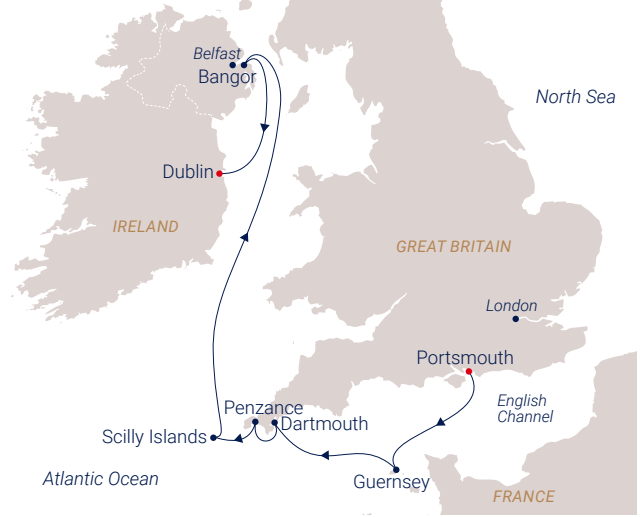 Belfast
Bangor
North Sea
Dublin
IRELAND
GREAT BRITAIN
London
Portsmouth
English
Channel
Penzance
Dartmouth
Scilly Islands
Atlantic Ocean
Guernsey
FRANCE